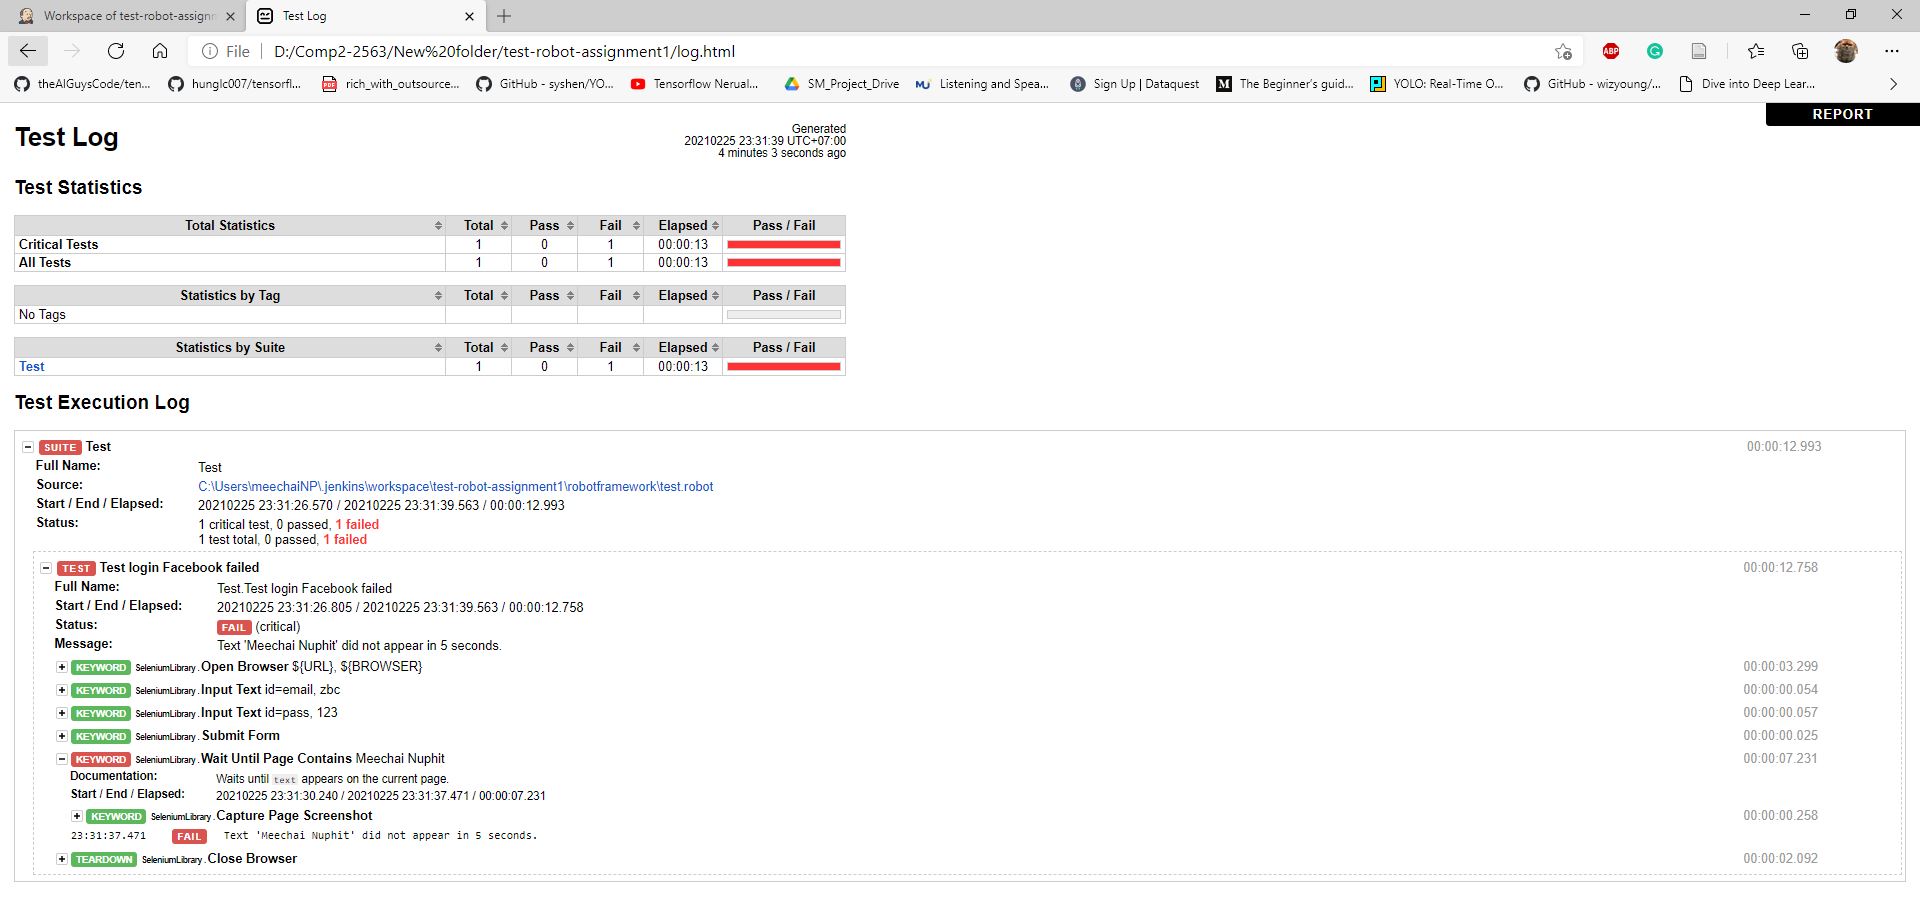 Workspace of test-robot-assignm
Test Log
File
D:/Comp2-2563/New%20folder/test-robot-assignment1/log.html
ABP
theAIGuysCode/ten...
hunglc007/tensorfl...
rich_with_outsource...
GitHub - syshen/YO...
Tensorflow Nerual...
SM_Project_Drive
Listening and Spea...
Sign Up | Dataquest
The Beginner's guid...
YOLO: Real-Time O...
GitHub - wizyoung/...
Dive into Deep Lear...
REPORT
Test Log
Generated
20210225 23:31:39 UTC+07:00
4 minutes 3 seconds ago
Test Statistics
Total Statistics Total Pass Fail Elapsed Pass / Fail
Critical Tests 1 0 1 00:00:13
All Tests 1 0 1 00:00:13
Statistics by Tag Total Pass Fail Elapsed Pass / Fail
No Tags
Statistics by Suite Total Pass Fail Elapsed Pass / Fail
Test 1 0 1 00:00:13
Test Execution Log
SUITE Test 00:00:12.993
Full Name: Test
Source: C:\Users\meechaiNP\.jenkins\workspace\test-robot-assignment1\robotframework\test.robot
Start / End / Elapsed: 20210225 23:31:26.570 / 20210225 23:31:39.563 / 00:00:12.993
Status: 1 critical test, 0 passed, 1 failed
1 test total, 0 passed, 1 failed
TEST Test login Facebook failed 00:00:12.758
Full Name: Test.Test login Facebook failed
Start / End / Elapsed: 20210225 23:31:26.805 / 20210225 23:31:39.563 / 00:00:12.758
Status: FAIL (critical)
Message: Text 'Meechai Nuphit' did not appear in 5 seconds.
KEYWORD SeleniumLibrary.Open Browser ${URL}, ${BROWSER} 00:00:03.299
KEYWORD SeleniumLibrary.Input Text id=email, zbc 00:00:00.054
KEYWORD SeleniumLibrary.Input Text id=pass, 123 00:00:00.057
KEYWORD SeleniumLibrary.Submit Form 00:00:00.025
KEYWORD SeleniumLibrary.Wait Until Page Contains Meechai Nuphit 00:00:07.231
Documentation: Waits until text appears on the current page.
Start / End / Elapsed: 20210225 23:31:30.240 / 20210225 23:31:37.471 / 00:00:07.231
KEYWORD SeleniumLibrary.Capture Page Screenshot 00:00:00.258
23:31:37.471 FAIL Text 'Meechai Nuphit' did not appear in 5 seconds.
TEARDOWN SeleniumLibrary.Close Browser 00:00:02.092